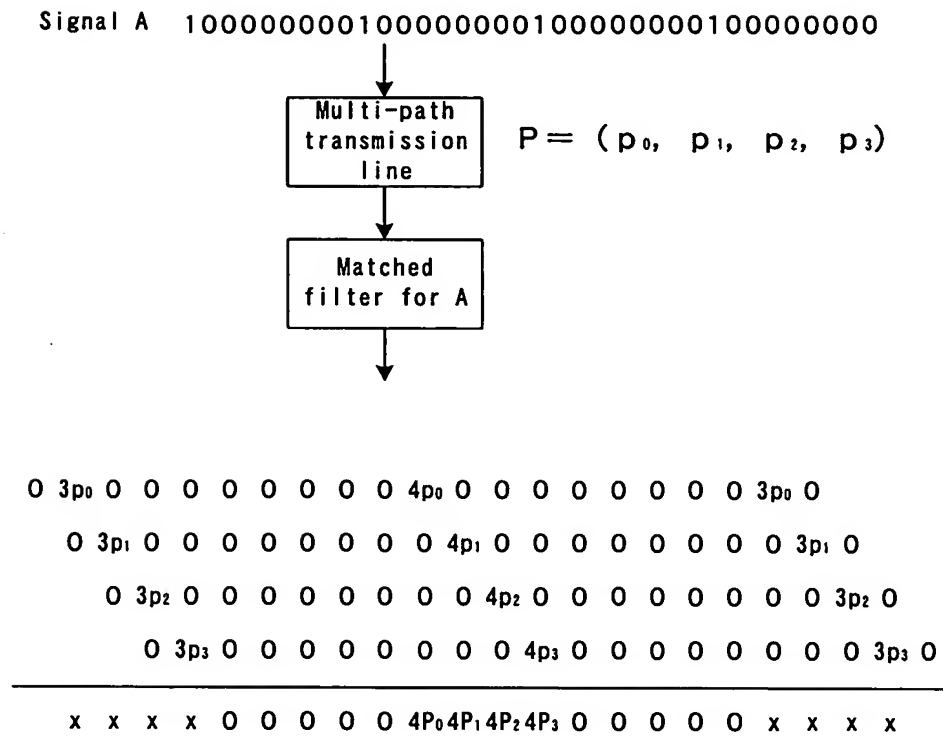 Signal A 1000000000100000000010000000001000000000
Multi-path
transmission
line
P = (p₀, p₁, p₂, p₃)
Matched
filter for A
0 3p₀ 0 0 0 0 0 0 0 0 4p₀ 0 0 0 0 0 0 0 0 3p₀ 0
0 3p₁ 0 0 0 0 0 0 0 0 4p₁ 0 0 0 0 0 0 0 0 3p₁ 0
0 3p₂ 0 0 0 0 0 0 0 0 4p₂ 0 0 0 0 0 0 0 0 3p₂ 0
0 3p₃ 0 0 0 0 0 0 0 0 4p₃ 0 0 0 0 0 0 0 0 3p₃ 0
x x x x 0 0 0 0 0 4P₀ 4P₁ 4P₂ 4P₃ 0 0 0 0 0 x x x x